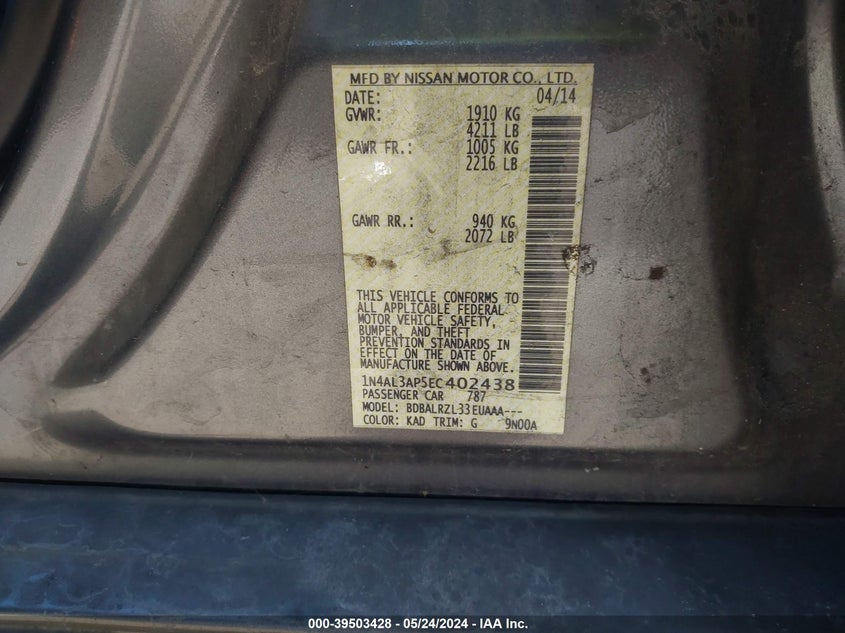 MFD BY NISSAN MOTOR CO., LTD.
DATE: 04/14
GVWR: 1910 KG
4211 LB
GAWR FR.: 1005 KG
2216 LB
GAWR RR.: 940 KG
2072 LB
THIS VEHICLE CONFORMS TO
ALL APPLICABLE FEDERAL
MOTOR VEHICLE SAFETY,
BUMPER, AND THEFT
PREVENTION STANDARDS IN
EFFECT ON THE DATE OF
MANUFACTURE SHOWN ABOVE.
1N4AL3AP5EC402438
PASSENGER CAR 787
MODEL: BDBALRZL33EUAAA---
COLOR: KAD TRIM: G 9N00A
000-39503428 - 05/24/2024 - IAA Inc.